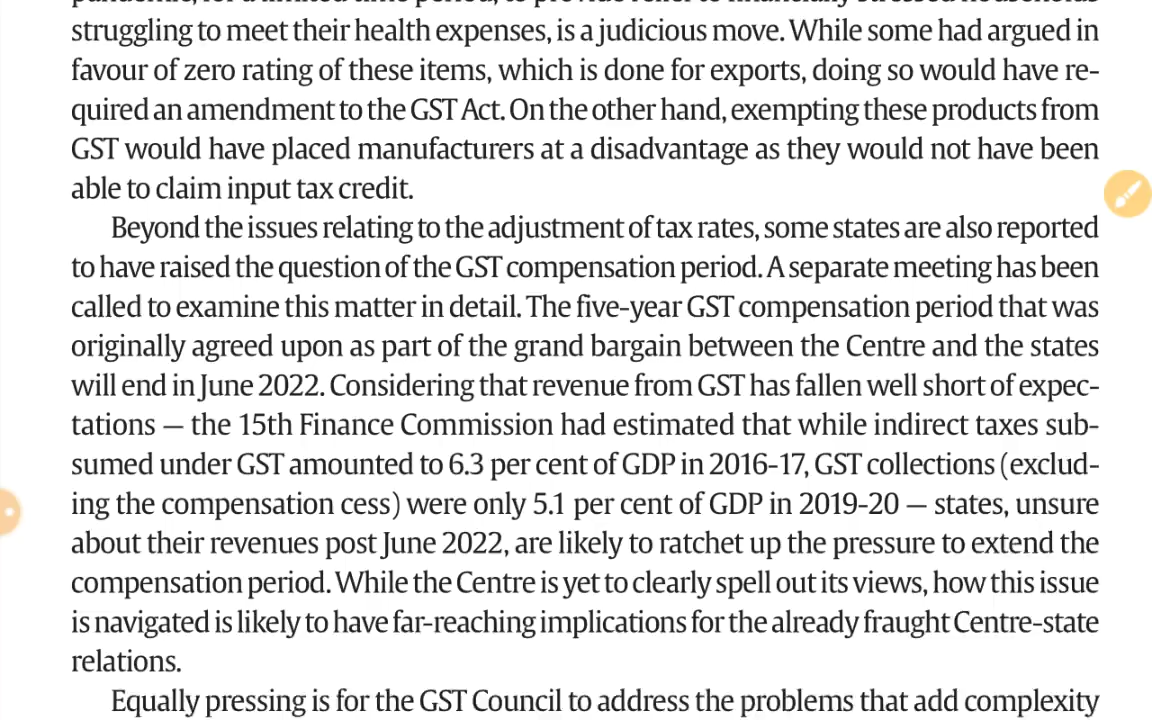 struggling to meet their health expenses, is a judicious move. While some had argued in
favour of zero rating of these items, which is done for exports, doing so would have re-
quired an amendment to the GST Act. On the other hand, exempting these products from
GST would have placed manufacturers at a disadvantage as they would not have been
able to claim input tax credit.
Beyond the issues relating to the adjustment of tax rates, some states are also reported
to have raised the question of the GST compensation period. A separate meeting has been
called to examine this matter in detail. The five-year GST compensation period that was
originally agreed upon as part of the grand bargain between the Centre and the states
will end in June 2022. Considering that revenue from GST has fallen well short of expec-
tations — the 15th Finance Commission had estimated that while indirect taxes sub-
sumed under GST amounted to 6.3 per cent of GDP in 2016-17, GST collections (exclud-
ing the compensation cess) were only 5.1 per cent of GDP in 2019-20 — states, unsure
about their revenues post June 2022, are likely to ratchet up the pressure to extend the
compensation period. While the Centre is yet to clearly spell out its views, how this issue
is navigated is likely to have far-reaching implications for the already fraught Centre-state
relations.
Equally pressing is for the GST Council to address the problems that add complexity